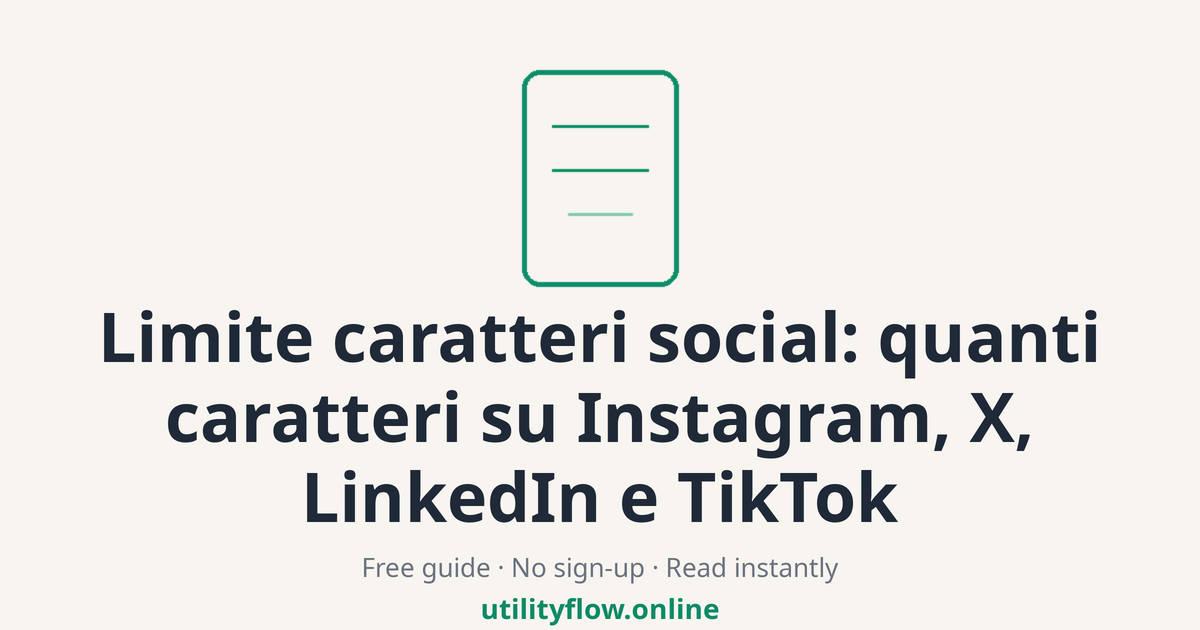 Limite caratteri social: quanti
caratteri su Instagram, X,
LinkedIn e TikTok
Free guide · No sign-up · Read instantly
utilityflow.online